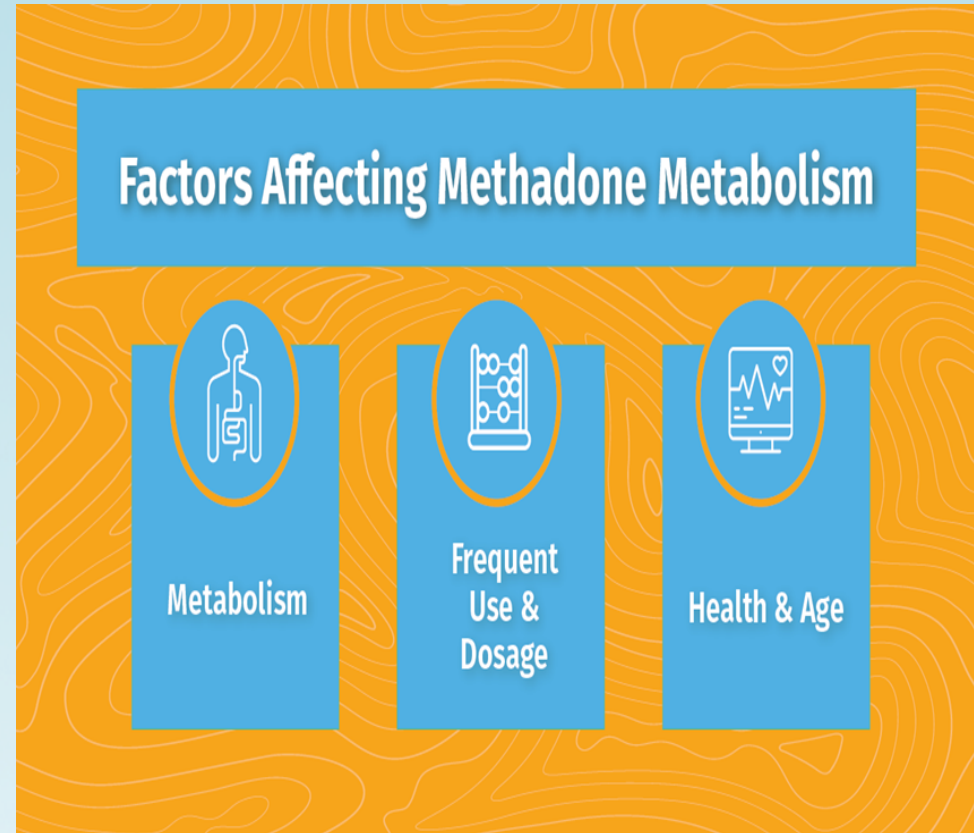 Factors Affecting Methadone Metabolism
Metabolism
Frequent
Use &
Dosage
Health & Age